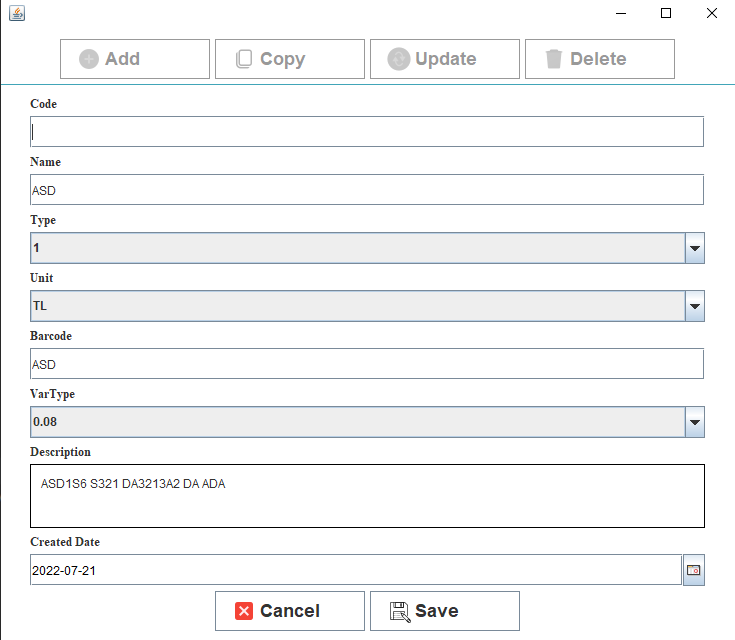 Add Copy Update Delete
Code
Name
ASD
Type
1
Unit
TL
Barcode
ASD
VarType
0.08
Description
ASD1S6 S321 DA3213A2 DA ADA
Created Date
2022-07-21
Cancel Save